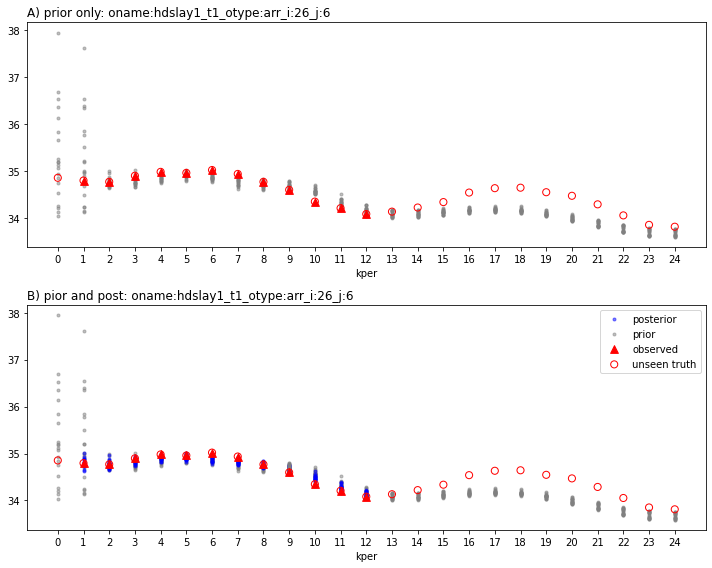 A) prior only: oname:hdslay1_t1_otype:arr_i:26_j:6
38
37
36
35
34
0 1 2 3 4 5 6 7 8 9 10 11 12 13 14 15 16 17 18 19 20 21 22 23 24
kper
B) pior and post: oname:hdslay1_t1_otype:arr_i:26_j:6
posterior
prior
observed
unseen truth
38
37
36
35
34
0 1 2 3 4 5 6 7 8 9 10 11 12 13 14 15 16 17 18 19 20 21 22 23 24
kper